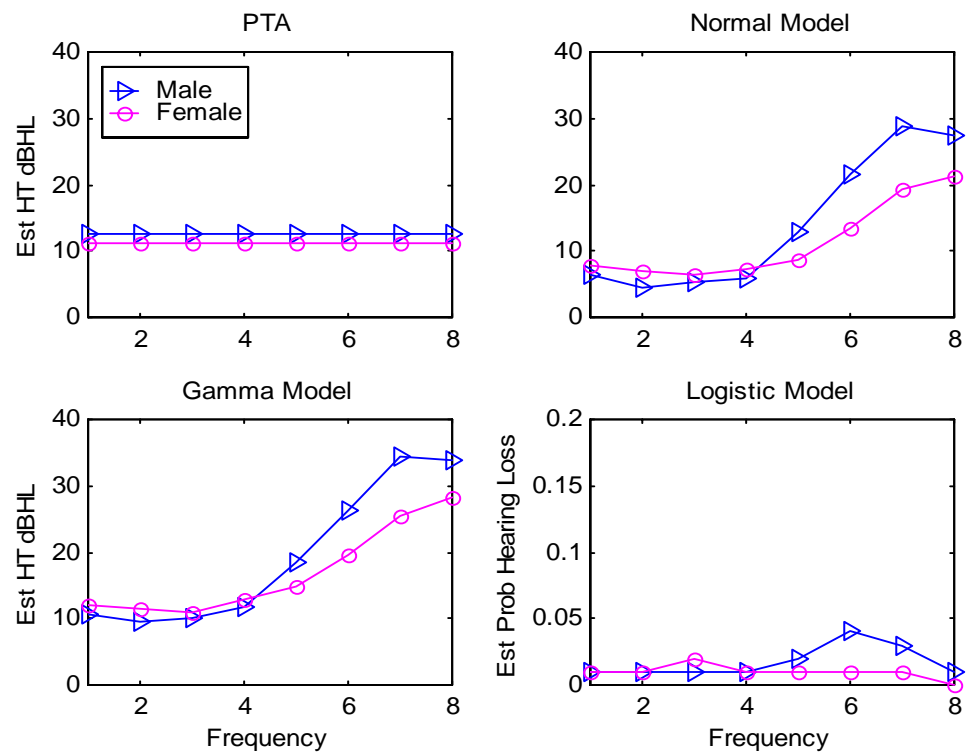 PTA
40
30
20
10
0
Est HT dBHL
Male
Female
2 4 6 8
Normal Model
40
30
20
10
0
2 4 6 8
Gamma Model
40
30
20
10
0
Est HT dBHL
2 4 6 8
Frequency
Logistic Model
0.2
0.15
0.1
0.05
0
Est Prob Hearing Loss
2 4 6 8
Frequency